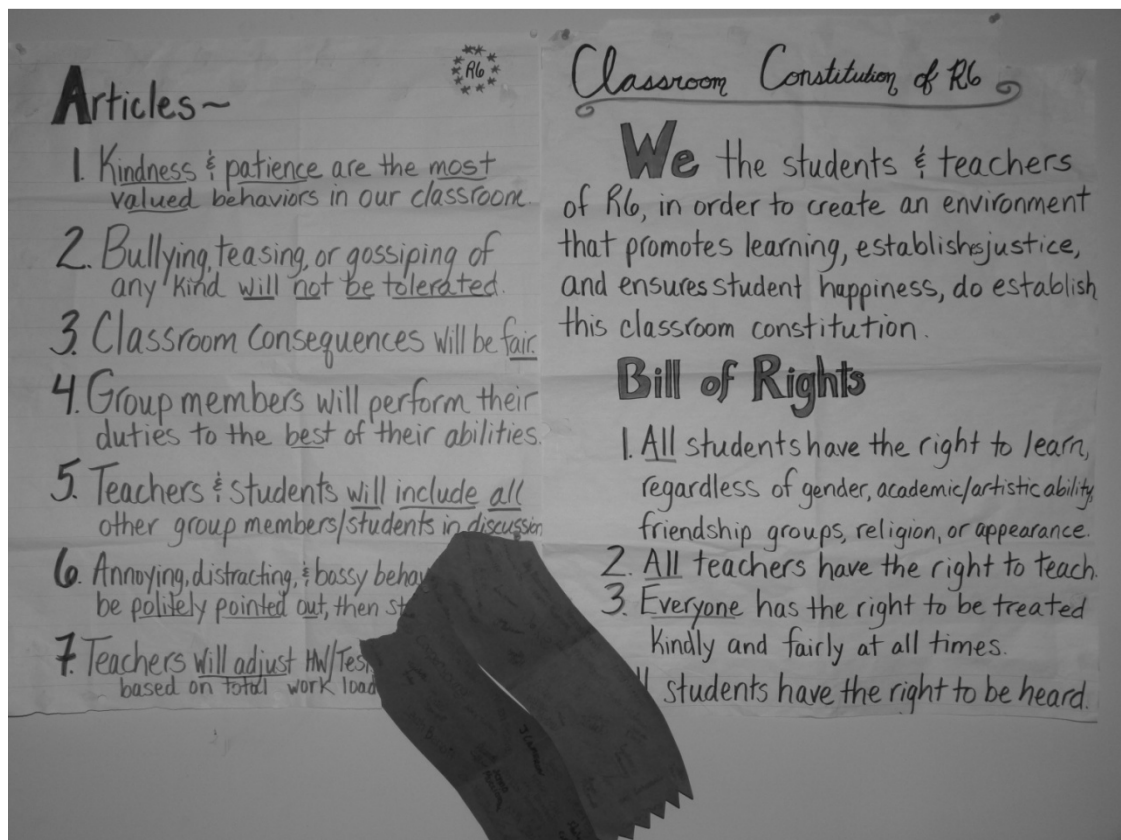 Articles~
R6
1. Kindness & patience are the most
valued behaviors in our classroom.
2. Bullying, teasing, or gossiping of
any kind will not be tolerated.
3. Classroom Consequences will be fair.
4. Group members will perform their
duties to the best of their abilities.
5. Teachers & students will include all
other group members/students in discussion
6. Annoying, distracting, & bossy
be politely pointed out, then
7. Teachers will adjust HW/
based on total work load
Classroom Constitution of R6
We the students & teachers
of R6, in order to create an environment
that promotes learning, establishes justice,
and ensures student happiness, do establish
this classroom constitution.
Bill of Rights
1. All students have the right to learn,
regardless of gender, academic/artistic ability,
friendship groups, religion, or appearance.
2. All teachers have the right to teach.
3. Everyone has the right to be treated
kindly and fairly at all times.
students have the right to be heard.